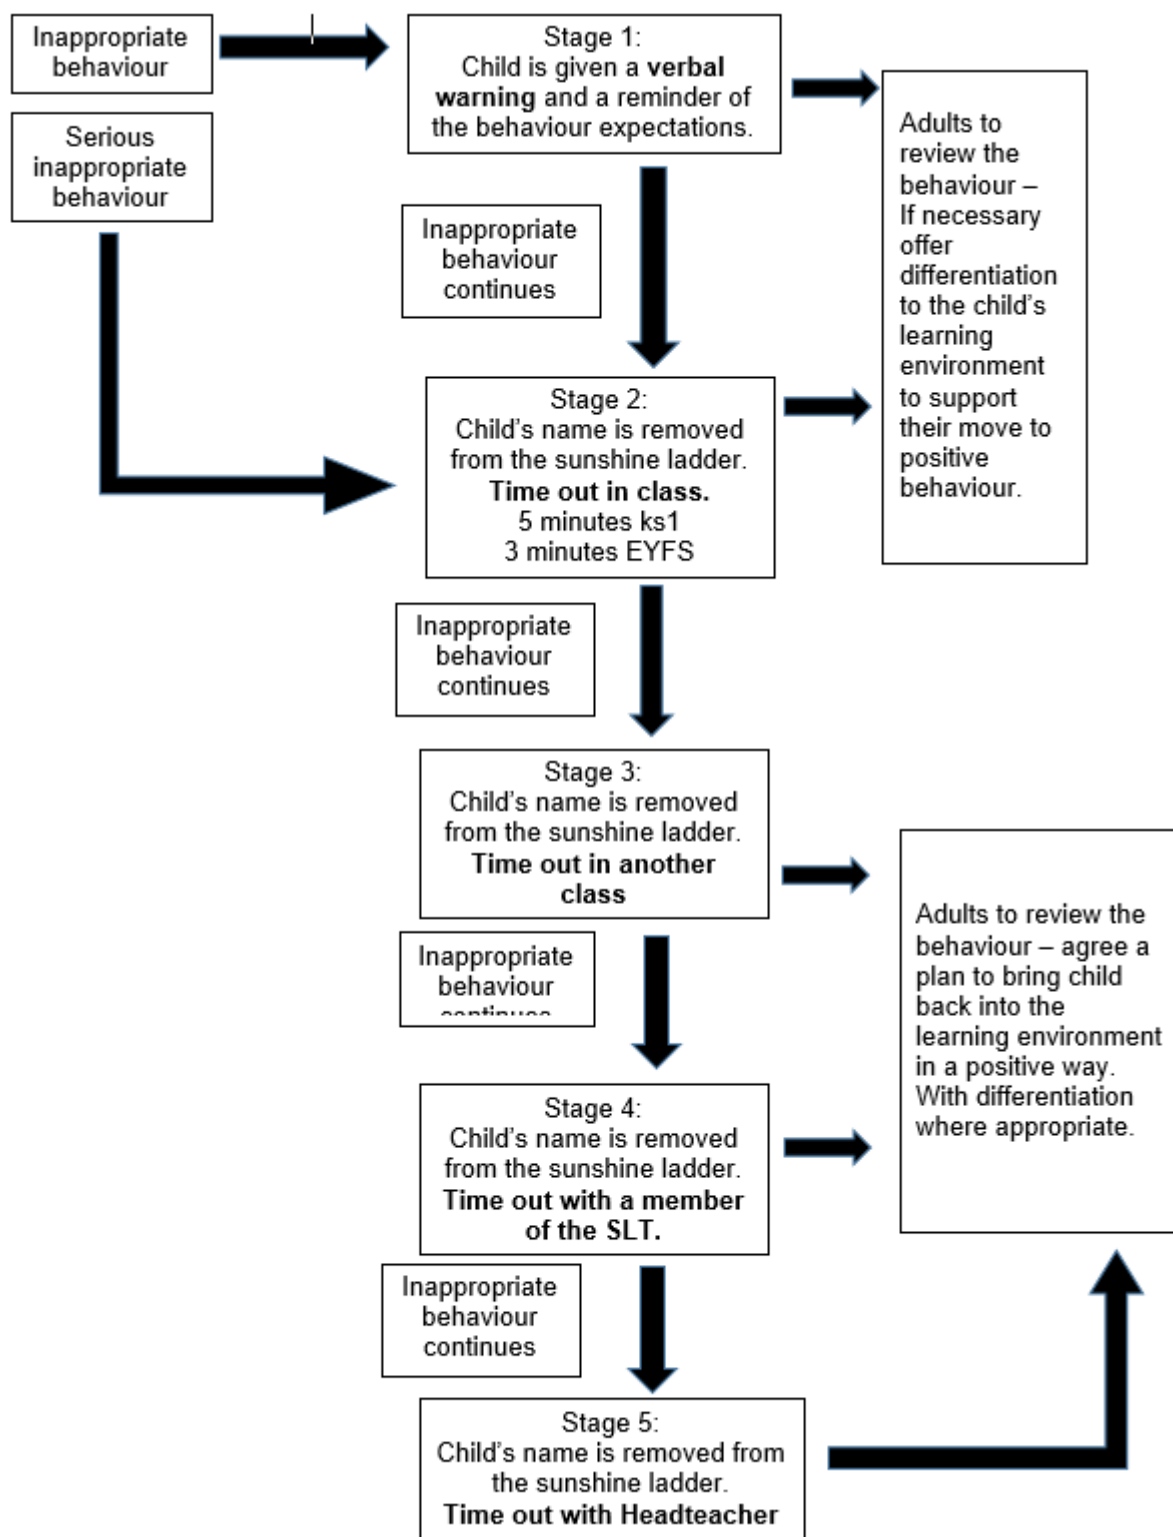 Inappropriate
behaviour
Stage 1:
Child is given a verbal
warning and a reminder of
the behaviour expectations.
Serious
inappropriate
behaviour
Adults to
review the
behaviour –
If necessary
offer
differentiation
to the child's
learning
environment
to support
their move to
positive
behaviour.
Inappropriate
behaviour
continues
Stage 2:
Child's name is removed
from the sunshine ladder.
Time out in class.
5 minutes ks1
3 minutes EYFS
Inappropriate
behaviour
continues
Stage 3:
Child's name is removed
from the sunshine ladder.
Time out in another
class
Adults to review the
behaviour – agree a
plan to bring child
back into the
learning environment
in a positive way.
With differentiation
where appropriate.
Inappropriate
behaviour
continues
Stage 4:
Child's name is removed
from the sunshine ladder.
Time out with a member
of the SLT.
Inappropriate
behaviour
continues
Stage 5:
Child's name is removed from
the sunshine ladder.
Time out with Headteacher